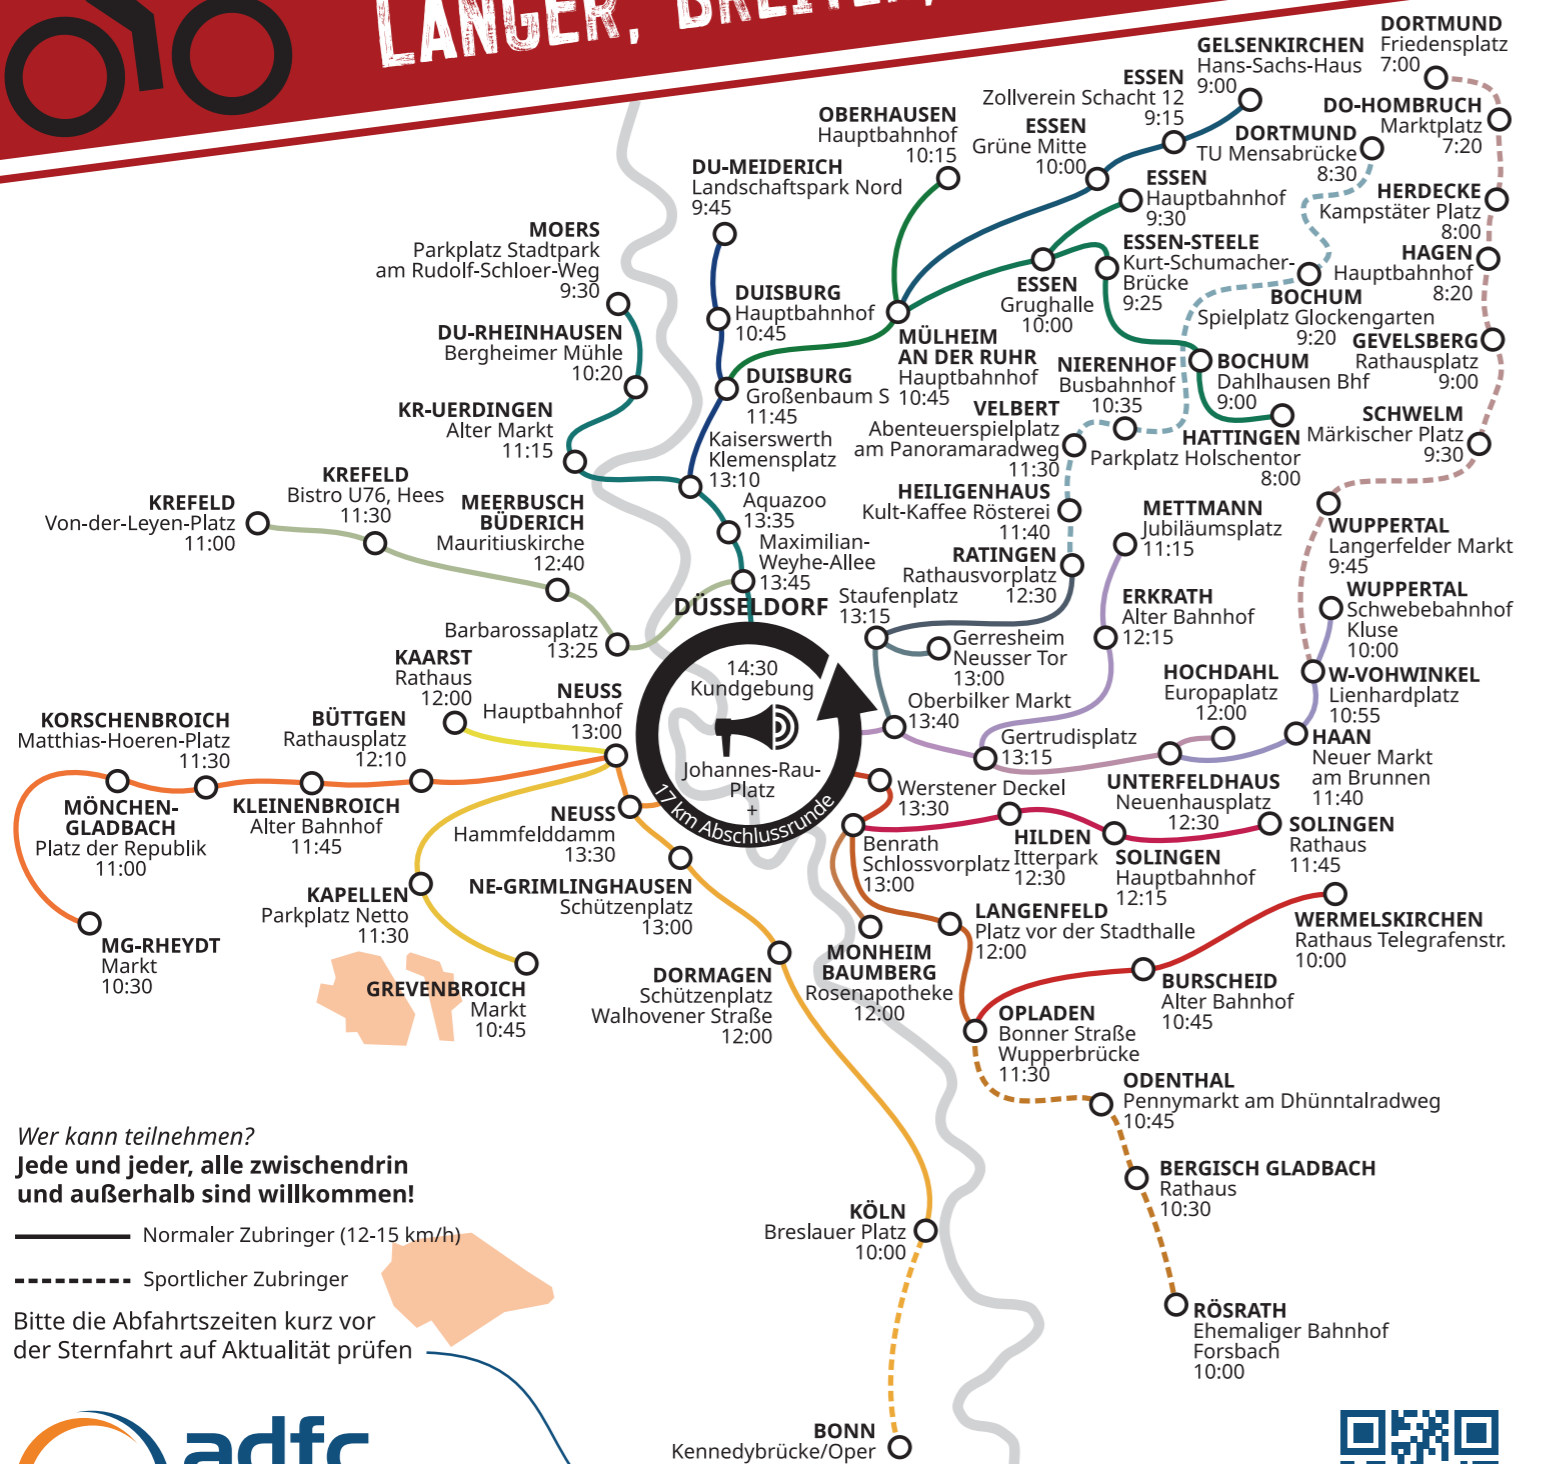 LÄNGER, BREITER,
DORTMUND
Friedensplatz
7:00
GELSENKIRCHEN
Hans-Sachs-Haus
9:00
ESSEN
Zollverein Schacht 12
9:15
DO-HOMBRUCH
Marktplatz
7:20
OBERHAUSEN
Hauptbahnhof
10:15
ESSEN
Grüne Mitte
10:00
DORTMUND
TU Mensabrücke
8:30
DU-MEIDERICH
Landschaftspark Nord
9:45
ESSEN
Hauptbahnhof
9:30
HERDECKE
Kampstäter Platz
8:00
MOERS
Parkplatz Stadtpark
am Rudolf-Schloer-Weg
9:30
ESSEN-STEELE
Kurt-Schumacher-
Brücke
9:25
HAGEN
Hauptbahnhof
8:20
DUISBURG
Hauptbahnhof
10:45
ESSEN
Grughalle
10:00
BOCHUM
Spielplatz Glockengarten
9:20
DU-RHEINHAUSEN
Bergheimer Mühle
10:20
MÜLHEIM
AN DER RUHR
Hauptbahnhof
10:45
GEVELSBERG
Rathausplatz
9:00
NIERENHOF
Busbahnhof
10:35
BOCHUM
Dahlhausen Bhf
9:00
DUISBURG
Großenbaum S
11:45
KR-UERDINGEN
Alter Markt
11:15
VELBERT
Abenteuerspielplatz
am Panoramaradweg
11:30
SCHWELM
Märkischer Platz
9:30
HATTINGEN
Parkplatz Holschentor
8:00
Kaiserswerth
Klemensplatz
13:10
KREFELD
Bistro U76, Hees
11:30
KREFELD
Von-der-Leyen-Platz
11:00
MEERBUSCH
BÜDERICH
Mauritiuskirche
12:40
Aquazoo
13:35
HEILIGENHAUS
Kult-Kaffee Rösterei
11:40
METTMANN
Jubiläumsplatz
11:15
WUPPERTAL
Langerfelder Markt
9:45
Maximilian-
Weyhe-Allee
13:45
RATINGEN
Rathausvorplatz
12:30
WUPPERTAL
Schwebebahnhof
Kluse
10:00
DÜSSELDORF
Staufenplatz
13:15
ERKRATH
Alter Bahnhof
12:15
Barbarossaplatz
13:25
Gerresheim
Neusser Tor
13:00
KAARST
Rathaus
12:00
14:30
Kundgebung
HOCHDAHL
Europaplatz
12:00
W-VOHWINKEL
Lienhardplatz
10:55
NEUSS
Hauptbahnhof
13:00
Oberbilker Markt
13:40
KORSCHENBROICH
Matthias-Hoeren-Platz
11:30
BÜTTGEN
Rathausplatz
12:10
Gertrudisplatz
13:15
HAAN
Neuer Markt
am Brunnen
11:40
Johannes-Rau-
Platz
+
17 km Abschlussrunde
Werstener Deckel
13:30
UNTERFELDHAUS
Neuenhausplatz
12:30
MÖNCHEN-
GLADBACH
Platz der Republik
11:00
KLEINENBROICH
Alter Bahnhof
11:45
NEUSS
Hammfelddamm
13:30
Benrath
Schlossvorplatz
13:00
HILDEN
Itterpark
12:30
SOLINGEN
Hauptbahnhof
12:15
SOLINGEN
Rathaus
11:45
KAPELLEN
Parkplatz Netto
11:30
NE-GRIMLINGHAUSEN
Schützenplatz
13:00
LANGENFELD
Platz vor der Stadthalle
12:00
WERMELSKIRCHEN
Rathaus Telegrafenstr.
10:00
MG-RHEYDT
Markt
10:30
MONHEIM
BAUMBERG
Rosenapotheke
12:00
GREVENBROICH
Markt
10:45
DORMAGEN
Schützenplatz
Walhovener Straße
12:00
BURSCHEID
Alter Bahnhof
10:45
OPLADEN
Bonner Straße
Wupperbrücke
11:30
ODENTHAL
Pennymarkt am Dhünntalradweg
10:45
Wer kann teilnehmen?
Jede und jeder, alle zwischendrin
und außerhalb sind willkommen!
BERGISCH GLADBACH
Rathaus
10:30
KÖLN
Breslauer Platz
10:00
Normaler Zubringer (12-15 km/h)
Sportlicher Zubringer
Bitte die Abfahrtszeiten kurz vor
der Sternfahrt auf Aktualität prüfen
RÖSRATH
Ehemaliger Bahnhof
Forsbach
10:00
BONN
Kennedybrücke/Oper
adfc